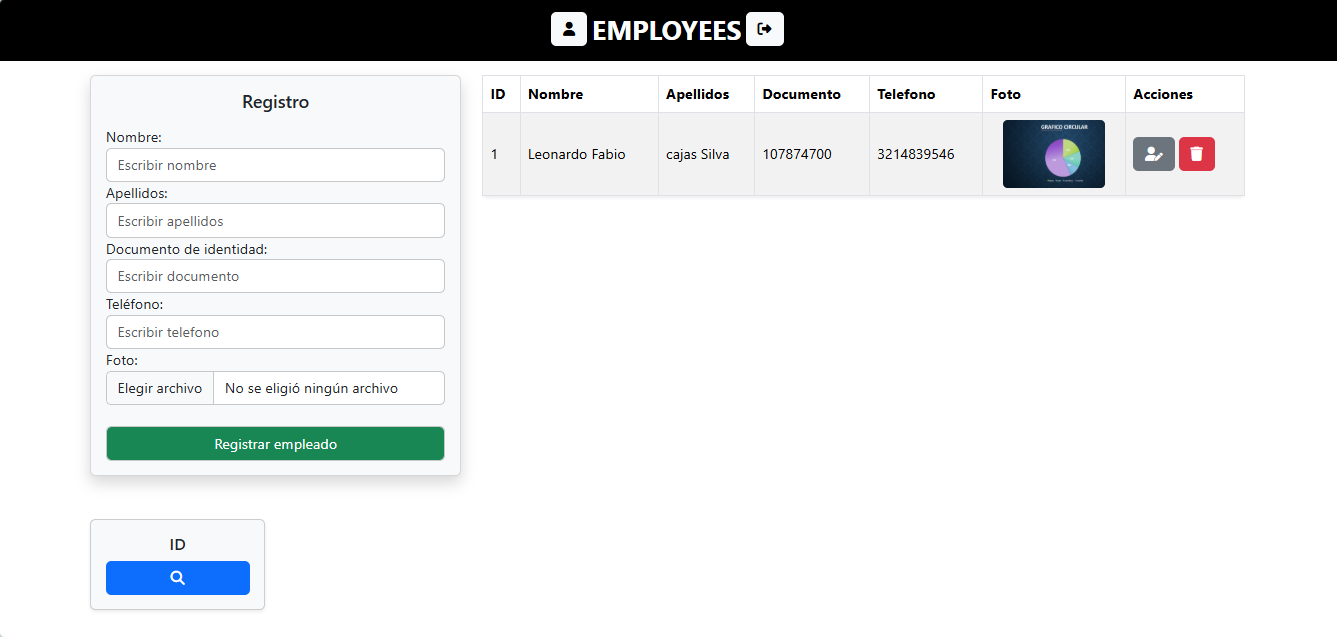 EMPLOYEES
Registro
Nombre:
Escribir nombre
Apellidos:
Escribir apellidos
Documento de identidad:
Escribir documento
Teléfono:
Escribir telefono
Foto:
Elegir archivo No se eligió ningún archivo
Registrar empleado
ID
ID Nombre Apellidos Documento Telefono Foto Acciones
1 Leonardo Fabio cajas Silva 107874700 3214839546
GRAFICO CIRCULAR